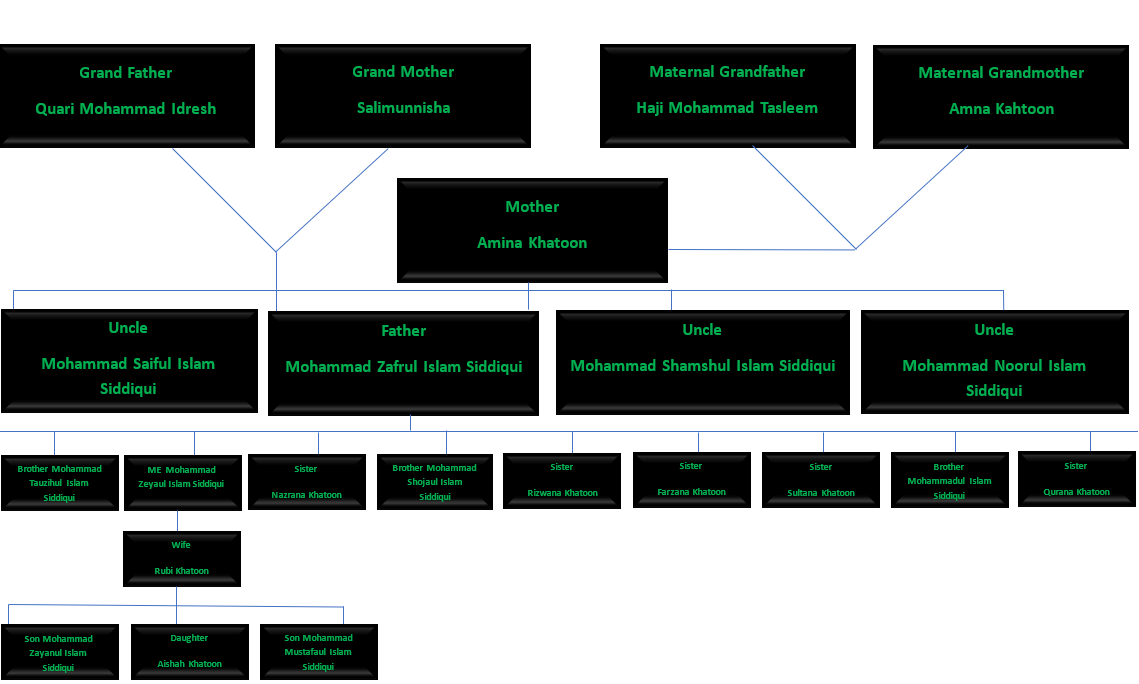 Grand Father
Quari Mohammad Idresh
Grand Mother
Salimunnisha
Maternal Grandfather
Haji Mohammad Tasleem
Maternal Grandmother
Amna Kahtoon
Mother
Amina Khatoon
Uncle
Mohammad Saiful Islam
Siddiqui
Father
Mohammad Zafrul Islam Siddiqui
Uncle
Mohammad Shamshul Islam Siddiqui
Uncle
Mohammad Noorul Islam
Siddiqui
Brother Mohammad
Tauzihul Islam
Siddiqui
ME Mohammad
Zeyaul Islam Siddiqui
Sister
Nazrana Khatoon
Brother Mohammad
Shojaul Islam
Siddiqui
Sister
Rizwana Khatoon
Sister
Farzana Khatoon
Sister
Sultana Khatoon
Brother
Mohammadul Islam
Siddiqui
Sister
Qurana Khatoon
Wife
Rubi Khatoon
Son Mohammad
Zayanul Islam
Siddiqui
Daughter
Aishah Khatoon
Son Mohammad
Mustafaul Islam
Siddiqui